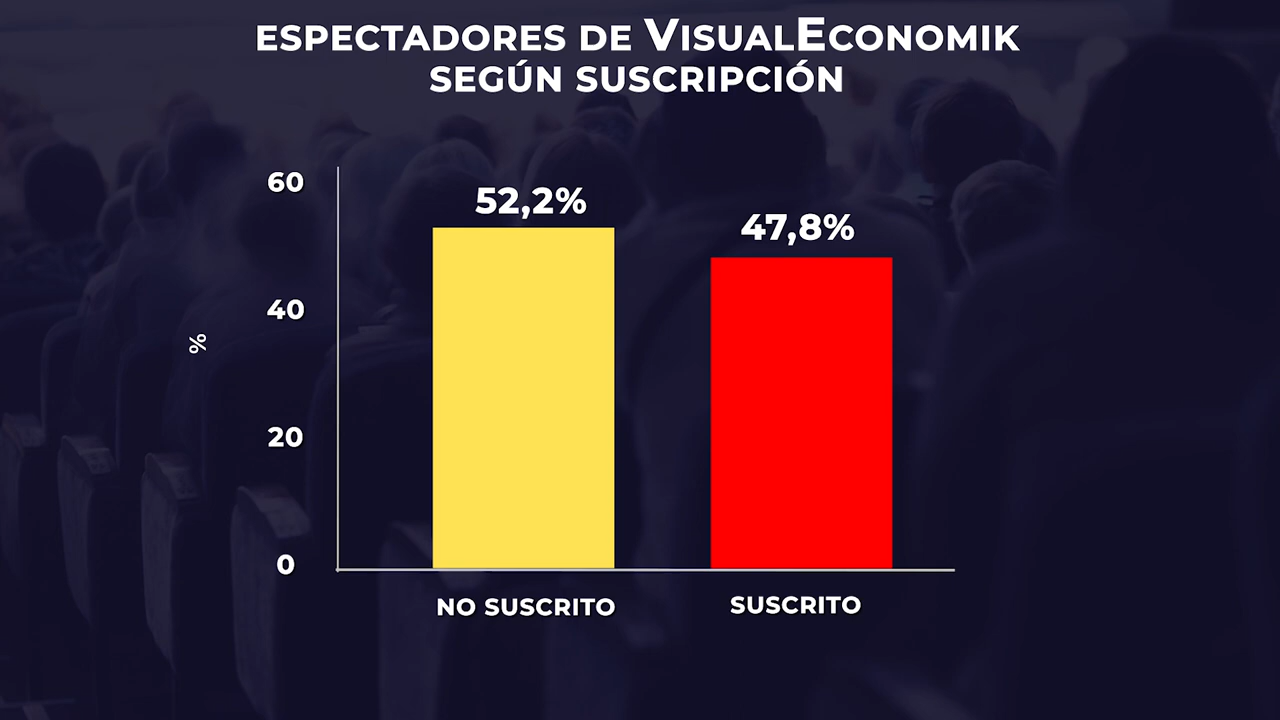 ESPECTADORES DE VISUALECONOMIK
SEGÚN SUSCRIPCIÓN
60
40
20
0
%
52,2%
47,8%
NO SUSCRITO
SUSCRITO